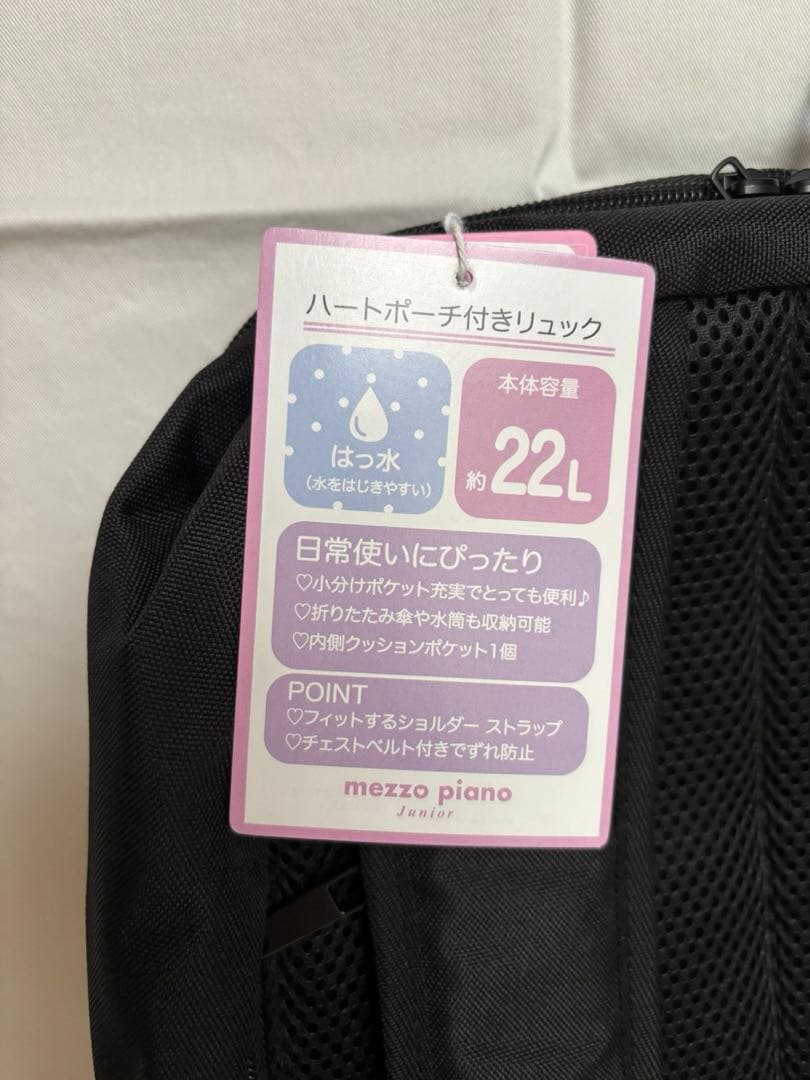 ハートポーチ付きリュック
はっ水
(水をはじきやすい)
本体容量
約22L
日常使いにぴったり
♡小分けポケット充実でとっても便利♪
♡折りたたみ傘や水筒も収納可能
♡内側クッションポケット1個
POINT
♡フィットするショルダー ストラップ
♡チェストベルト付きでずれ防止
mezzo piano
Junior